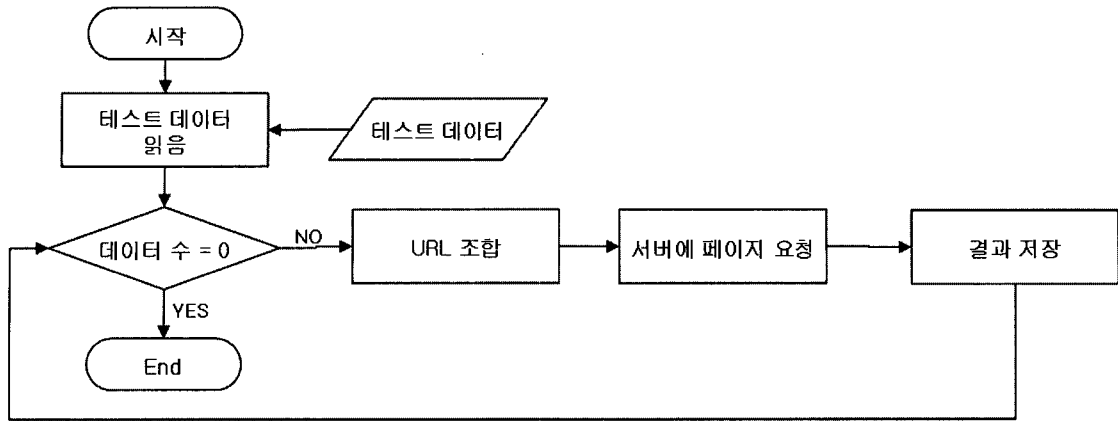 시작
테스트 데이터
읽음
테스트 데이터
데이터 수 = 0
NO
URL 조합
서버에 페이지 요청
결과 저장
YES
End